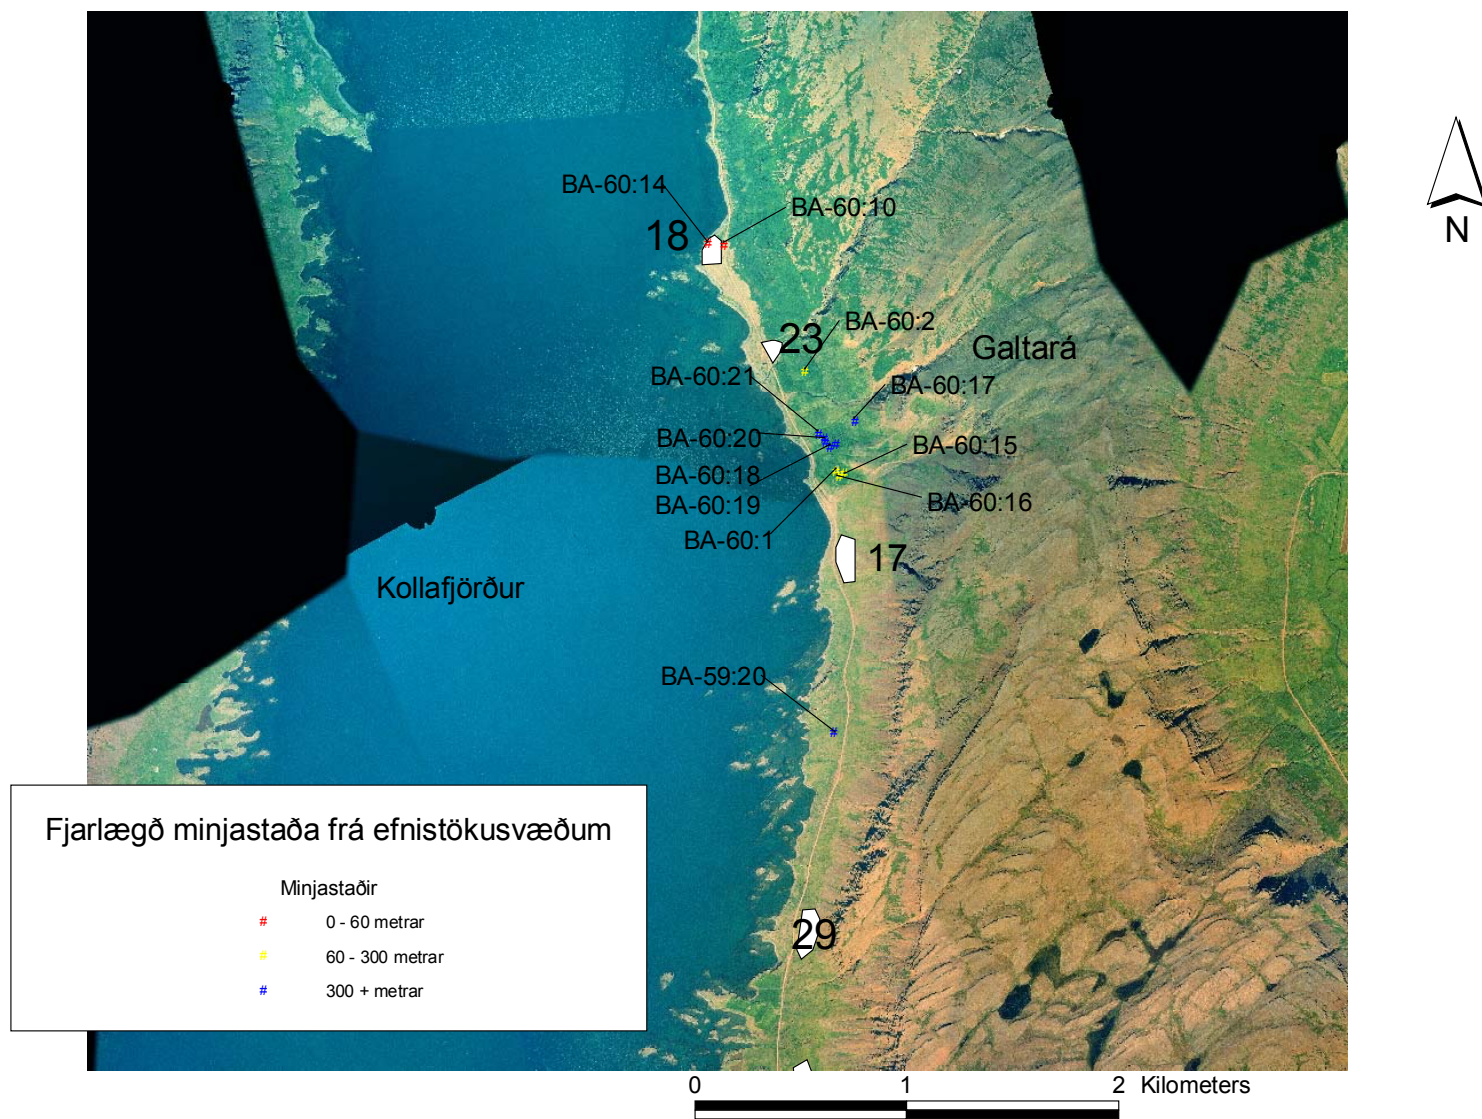 BA-60:14
BA-60:10
18
N
23
BA-60:2
Galtará
BA-60:21
BA-60:17
BA-60:20
BA-60:15
BA-60:18
BA-60:16
BA-60:19
BA-60:1
17
Kollafjörður
BA-59:20
Fjarlægð minjastaða frá efnistökusvæðum
Minjastaðir
# 0 - 60 metrar
# 60 - 300 metrar
# 300 + metrar
29
0 1 2 Kilometers